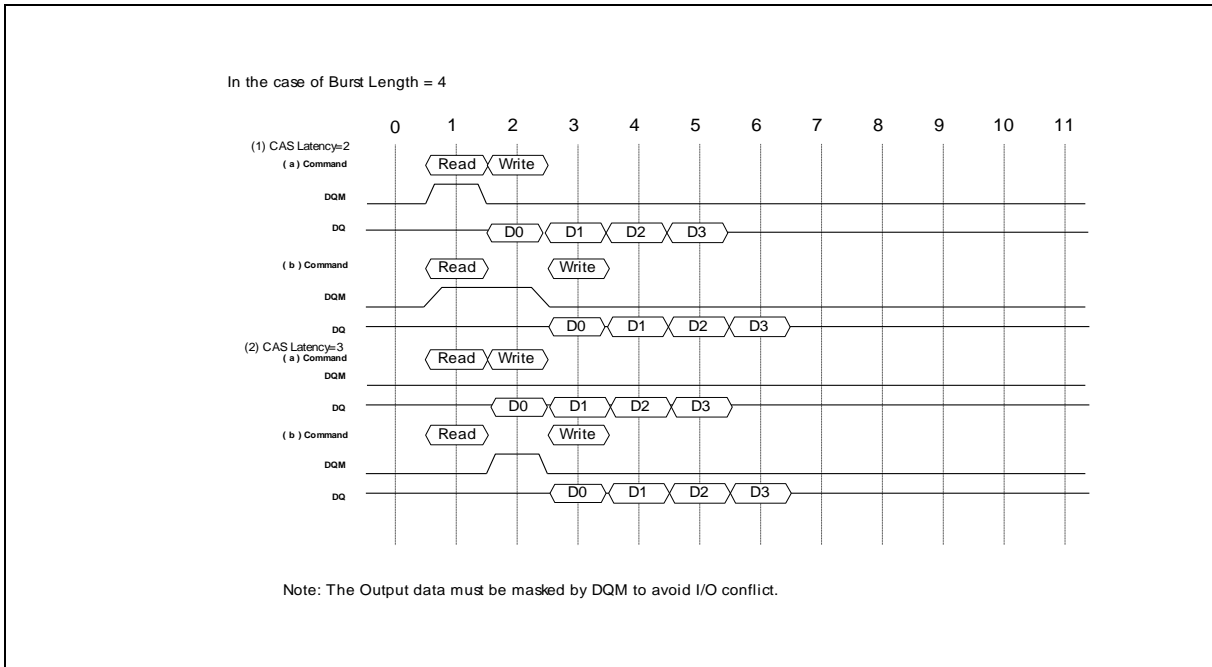 In the case of Burst Length = 4
0 1 2 3 4 5 6 7 8 9 10 11
(1) CAS Latency=2
( a ) Command Read Write
DQM
DQ D0 D1 D2 D3
( b ) Command Read Write
DQM
DQ D0 D1 D2 D3
(2) CAS Latency=3
( a ) Command Read Write
DQM
DQ D0 D1 D2 D3
( b ) Command Read Write
DQM
DQ D0 D1 D2 D3
Note: The Output data must be masked by DQM to avoid I/O conflict.